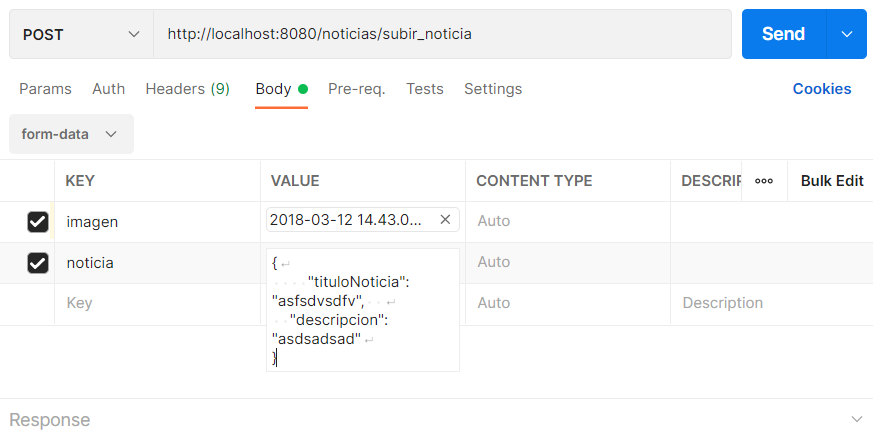 POST http://localhost:8080/noticias/subir_noticia Send
Params Auth Headers (9) Body Pre-req. Tests Settings Cookies
form-data
KEY VALUE CONTENT TYPE DESCRIP Bulk Edit
imagen 2018-03-12 14.43.0... Auto
noticia { Auto
"tituloNoticia":
"asfsdvsdfv",
"descripcion":
"asdsadsad"
}
Key Auto Description
Response